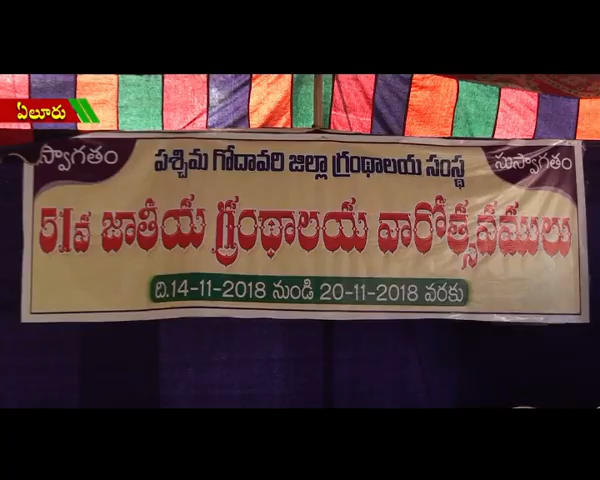 ఏలూరు
స్వాగతం
సుస్వాగతం
పశ్చిమ గోదావరి జిల్లా గ్రంథాలయ సంస్థ
51వ జాతీయ గ్రంథాలయ వారోత్సవములు
ది.14-11-2018 నుండి 20-11-2018 వరకు